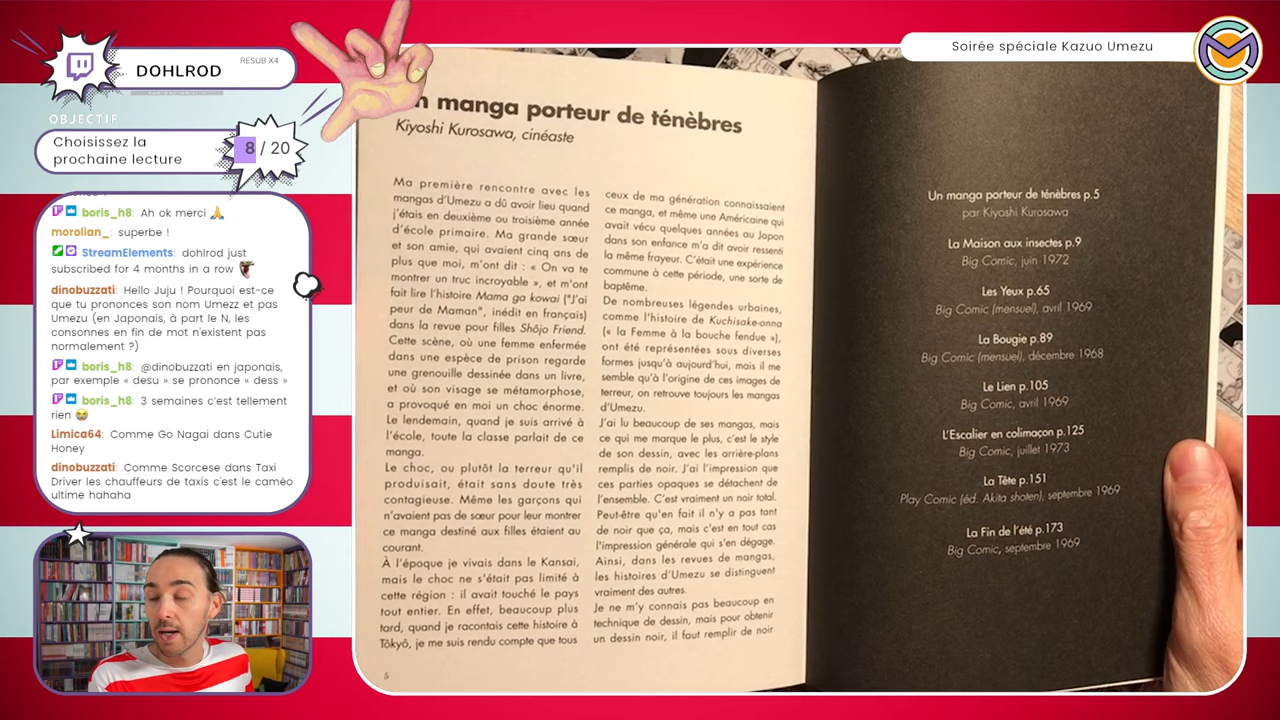 DOHLROD
RESUB X4
OBJECTIF
Choisissez la
prochaine lecture
8 / 20
boris_h8: Ah ok merci 🙏
morolian_: superbe !
StreamElements: dohlrod just
subscribed for 4 months in a row
dinobuzzati: Hello Juju ! Pourquoi est-ce
que tu prononces son nom Umezz et pas
Umezu (en Japonais, à part le N, les
consonnes en fin de mot n'existent pas
normalement ?)
boris_h8: @dinobuzzati en japonais,
par exemple « desu » se prononce « dess »
boris_h8: 3 semaines c'est tellement
rien 😂
Limica64: Comme Go Nagai dans Cutie
Honey
dinobuzzati: Comme Scorcese dans Taxi
Driver les chauffeurs de taxis c'est le caméo
ultime hahaha
Soirée spéciale Kazuo Umezu
n manga porteur de ténèbres
Kiyoshi Kurosawa, cinéaste
Ma première rencontre avec les
mangas d'Umezu a dû avoir lieu quand
j'étais en deuxième ou troisième année
d'école primaire. Ma grande sœur
et son amie, qui avaient cinq ans de
plus que moi, m'ont dit : « On va te
montrer un truc incroyable », et m'ont
fait lire l'histoire Mama ga kowai ("J'ai
peur de Maman", inédit en français)
dans la revue pour filles Shôjo Friend.
Cette scène, où une femme enfermée
dans une espèce de prison regarde
une grenouille dessinée dans un livre,
et où son visage se métamorphose,
a provoqué en moi un choc énorme.
Le lendemain, quand je suis arrivé à
l'école, toute la classe parlait de ce
manga.
Le choc, ou plutôt la terreur qu'il
produisait, était sans doute très
contagieuse. Même les garçons qui
n'avaient pas de sœur pour leur montrer
ce manga destiné aux filles étaient au
courant.
À l'époque je vivais dans le Kansai,
mais le choc ne s'était pas limité à
cette région : il avait touché le pays
tout entier. En effet, beaucoup plus
tard, quand je racontais cette histoire à
Tôkyô, je me suis rendu compte que tous
5
ceux de ma génération connaissaient
ce manga, et même une Américaine qui
avait vécu quelques années au Japon
dans son enfance m'a dit avoir ressenti
la même frayeur. C'était une expérience
commune à cette période, une sorte de
baptême.
De nombreuses légendes urbaines,
comme l'histoire de Kuchisake-onna
(« la Femme à la bouche fendue »),
ont été représentées sous diverses
formes jusqu'à aujourd'hui, mais il me
semble qu'à l'origine de ces images de
terreur, on retrouve toujours les mangas
d'Umezu.
J'ai lu beaucoup de ses mangas, mais
ce qui me marque le plus, c'est le style
de son dessin, avec les arrière-plans
remplis de noir. J'ai l'impression que
ces parties opaques se détachent de
l'ensemble. C'est vraiment un noir total.
Peut-être qu'en fait il n'y a pas tant
de noir que ça, mais c'est en tout cas
l'impression générale qui s'en dégage.
Ainsi, dans les revues de mangas,
les histoires d'Umezu se distinguent
vraiment des autres.
Je ne m'y connais pas beaucoup en
technique de dessin, mais pour obtenir
un dessin noir, il faut remplir de noir
Un manga porteur de ténèbres p.5
par Kiyoshi Kurosawa
La Maison aux insectes p.9
Big Comic, juin 1972
Les Yeux p.65
Big Comic (mensuel), avril 1969
La Bougie p.89
Big Comic (mensuel), décembre 1968
Le Lien p.105
Big Comic, avril 1969
L'Escalier en colimaçon p.125
Big Comic, juillet 1973
La Tête p.151
Play Comic (éd. Akita shoten), septembre 1969
La Fin de l'été p.173
Big Comic, septembre 1969